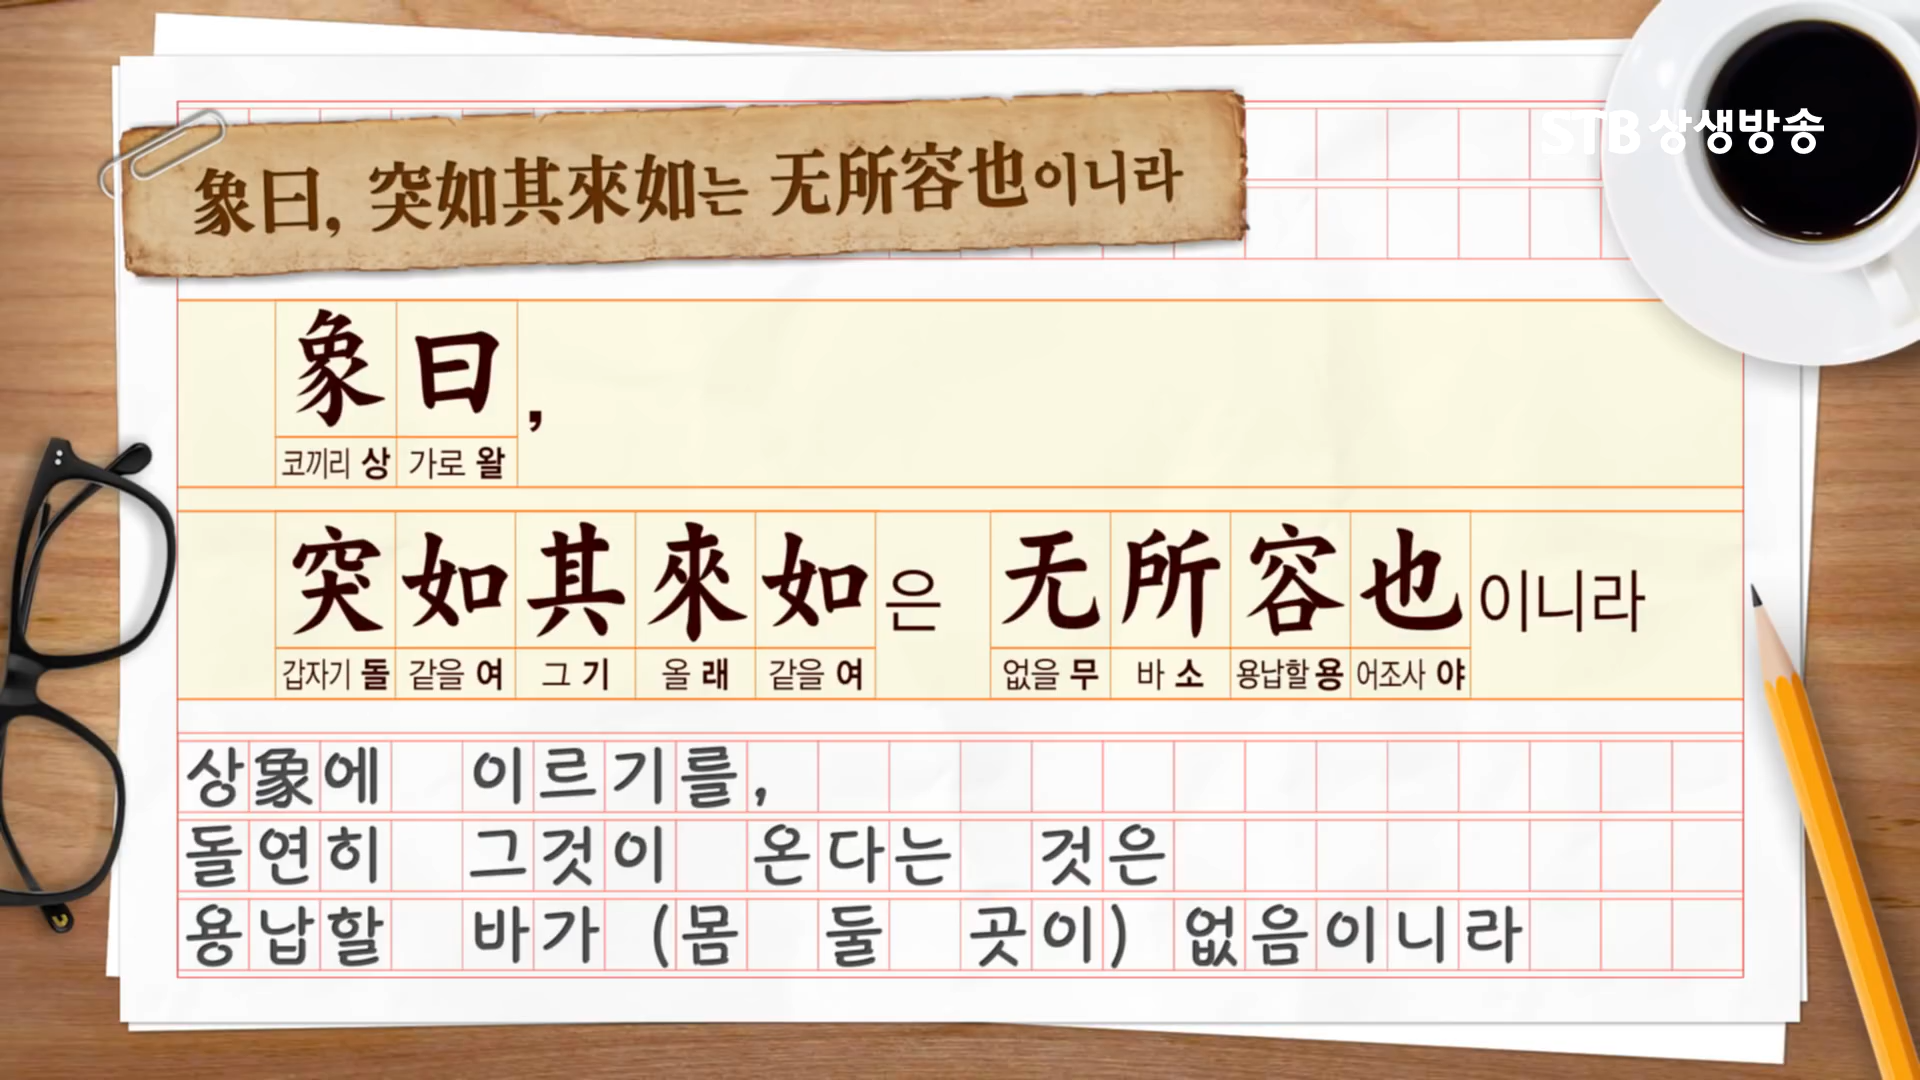 象曰, 突如其來如는 无所容也이니라
STB 상생방송
象曰,
코끼리 상 가로 왈
突如其來如은 无所容也이니라
갑자기 돌 같을 여 그 기 올 래 같을 여 없을 무 바 소 용납할 용 어조사 야
상象에 이르기를,
돌연히 그것이 온다는 것은
용납할 바가 (몸 둘 곳이) 없음이니라